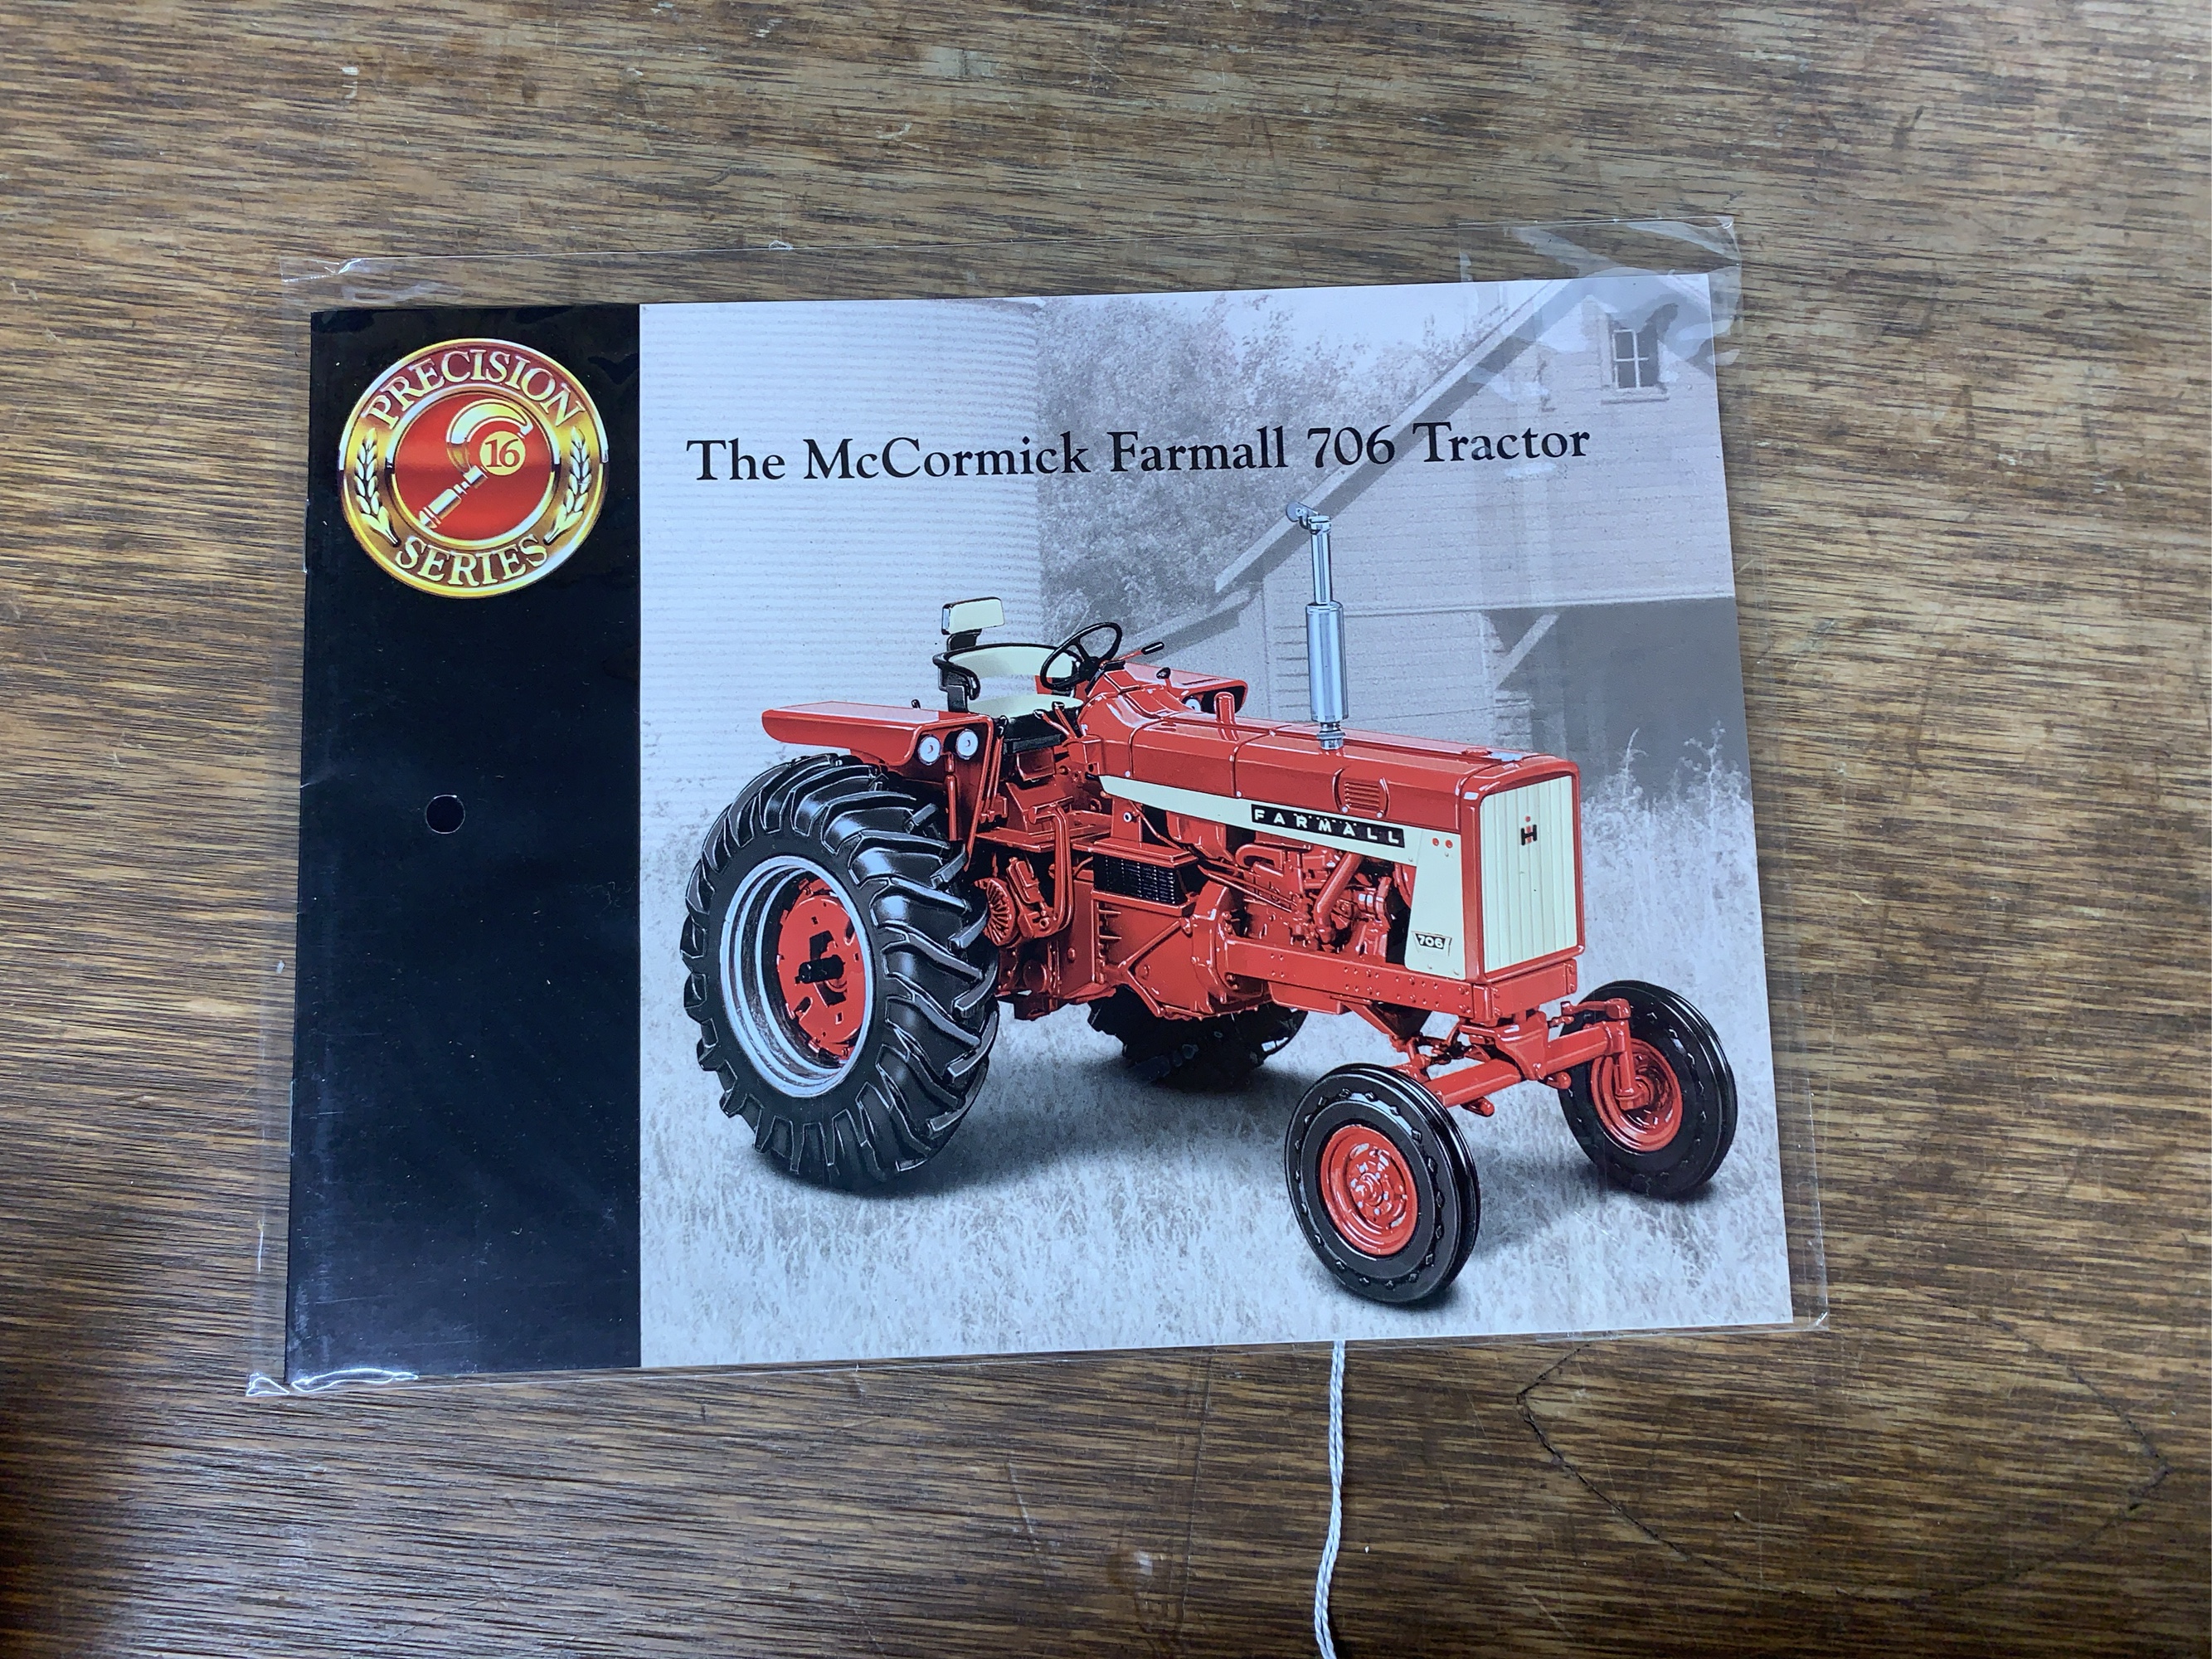 PRECISION
16
SERIES
The McCormick Farmall 706 Tractor
FARMALL
IH
706